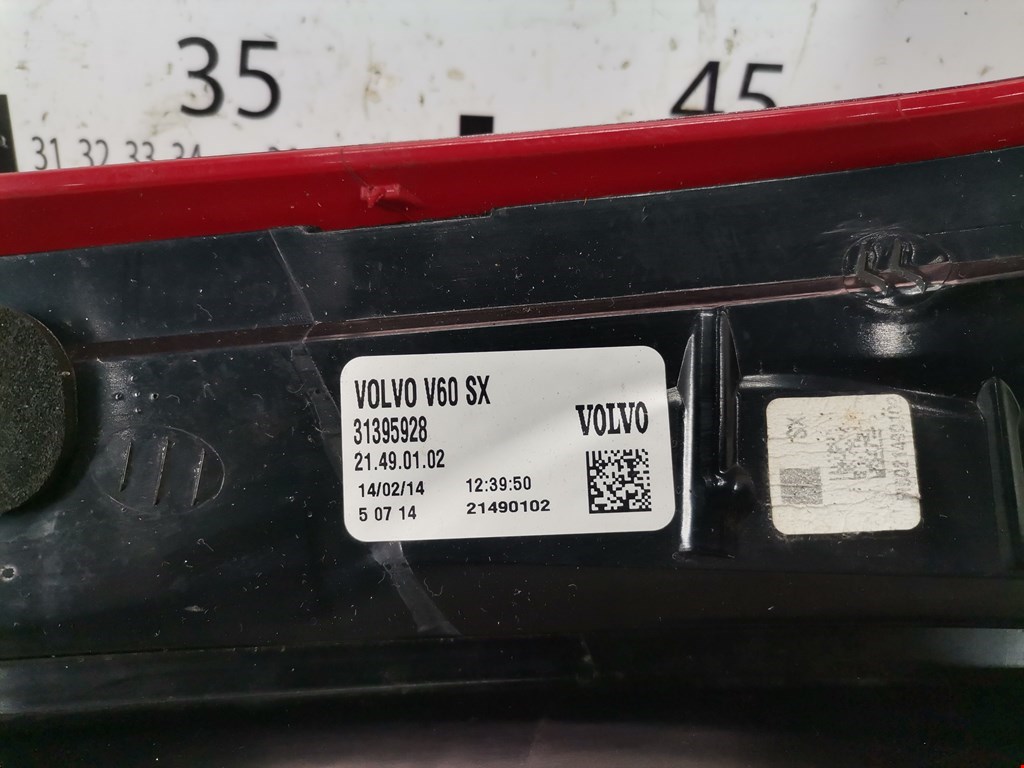 35
45
31 32 33 34
VOLVO V60 SX
31395928
VOLVO
21.49.01.02
14/02/14 12:39:50
5 07 14 21490102
SX